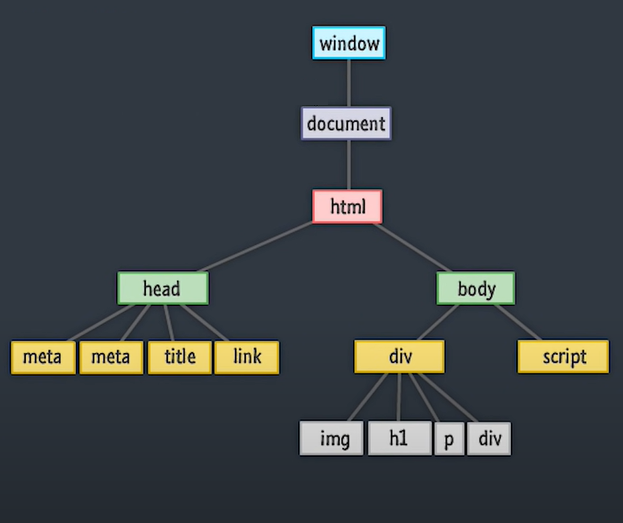 window
document
html
head body
meta meta title link div script
img h1 p div